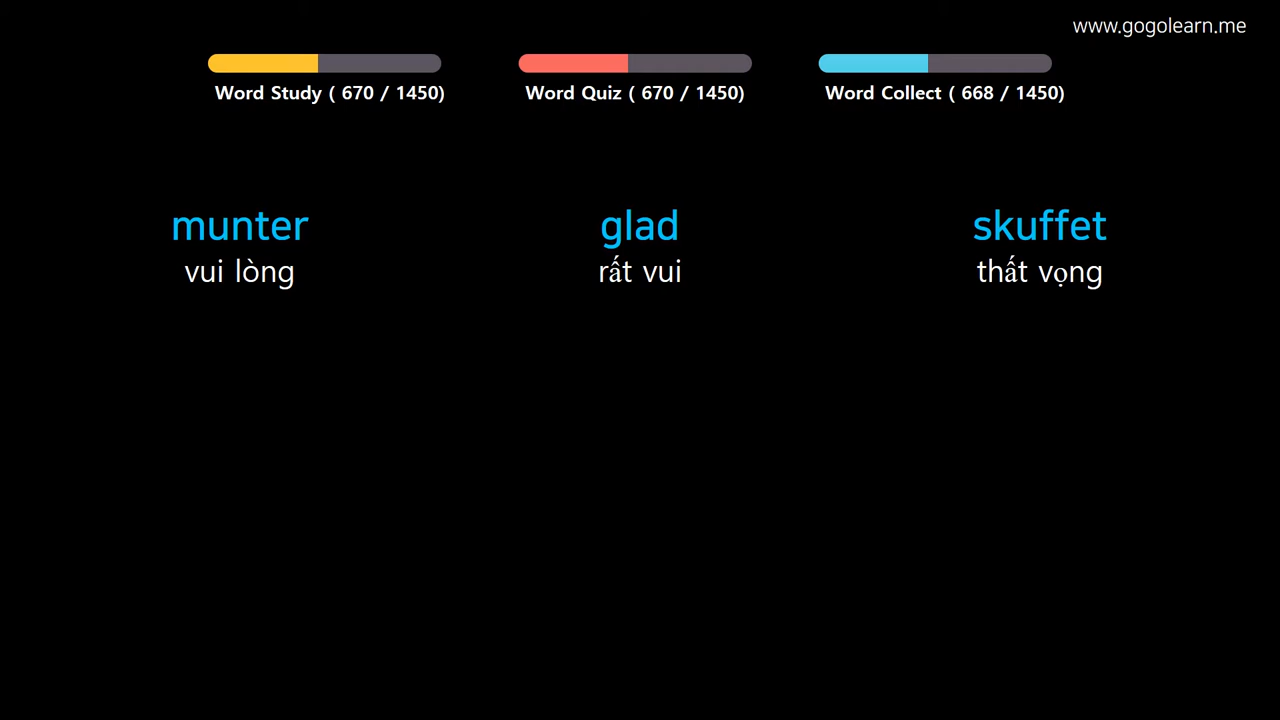 www.gogolearn.me
Word Study ( 670 / 1450)
Word Quiz ( 670 / 1450)
Word Collect ( 668 / 1450)
munter
vui lòng
glad
rất vui
skuffet
thất vọng